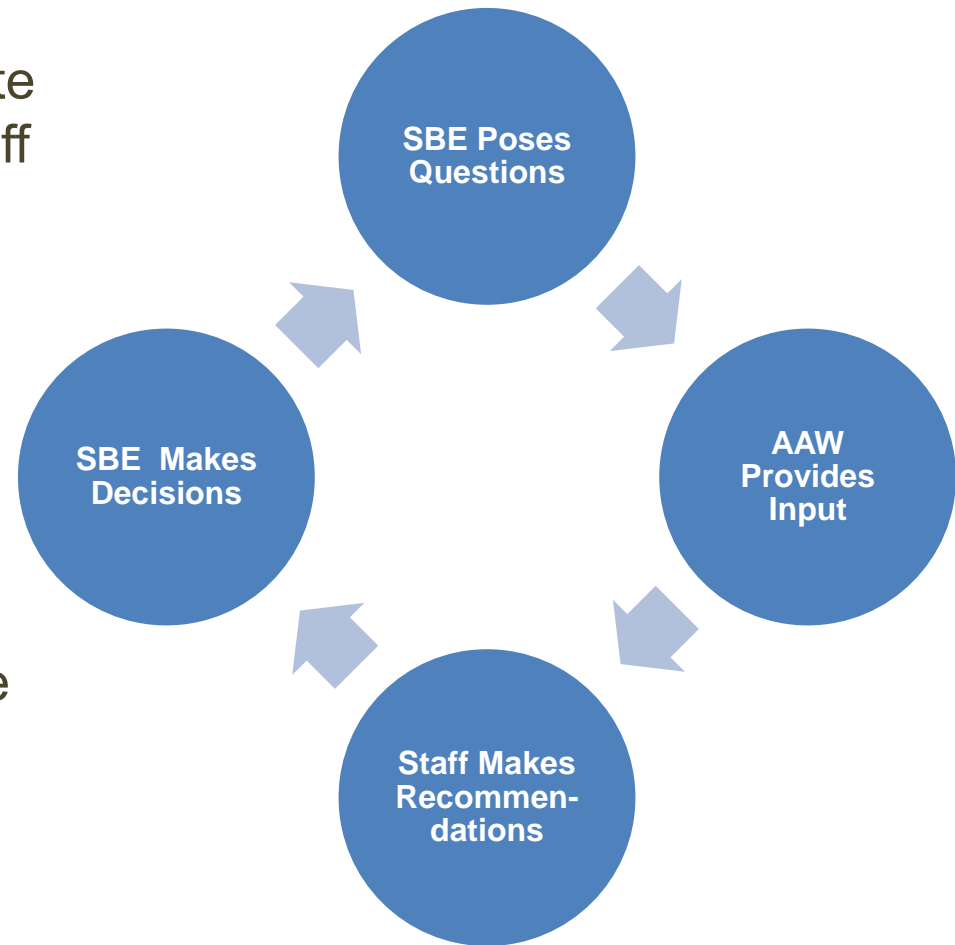 SBE Poses
Questions
AAW
Provides
Input
Staff Makes
Recommen-
dations
SBE  Makes
Decisions